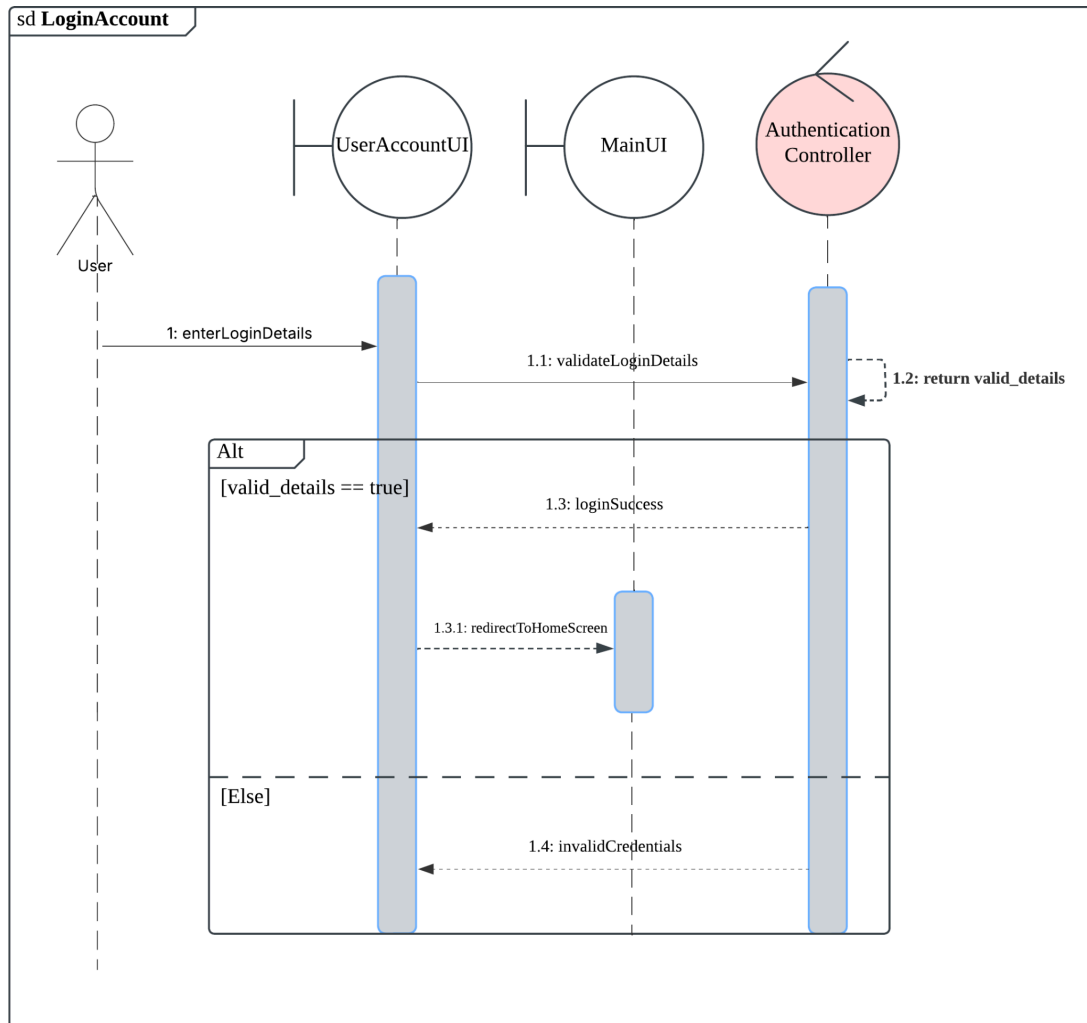 sd LoginAccount
UserAccountUI
MainUI
Authentication
Controller
User
1: enterLoginDetails
1.1: validateLoginDetails
1.2: return valid_details
Alt
[valid_details == true]
1.3: loginSuccess
1.3.1: redirectToHomeScreen
[Else]
1.4: invalidCredentials